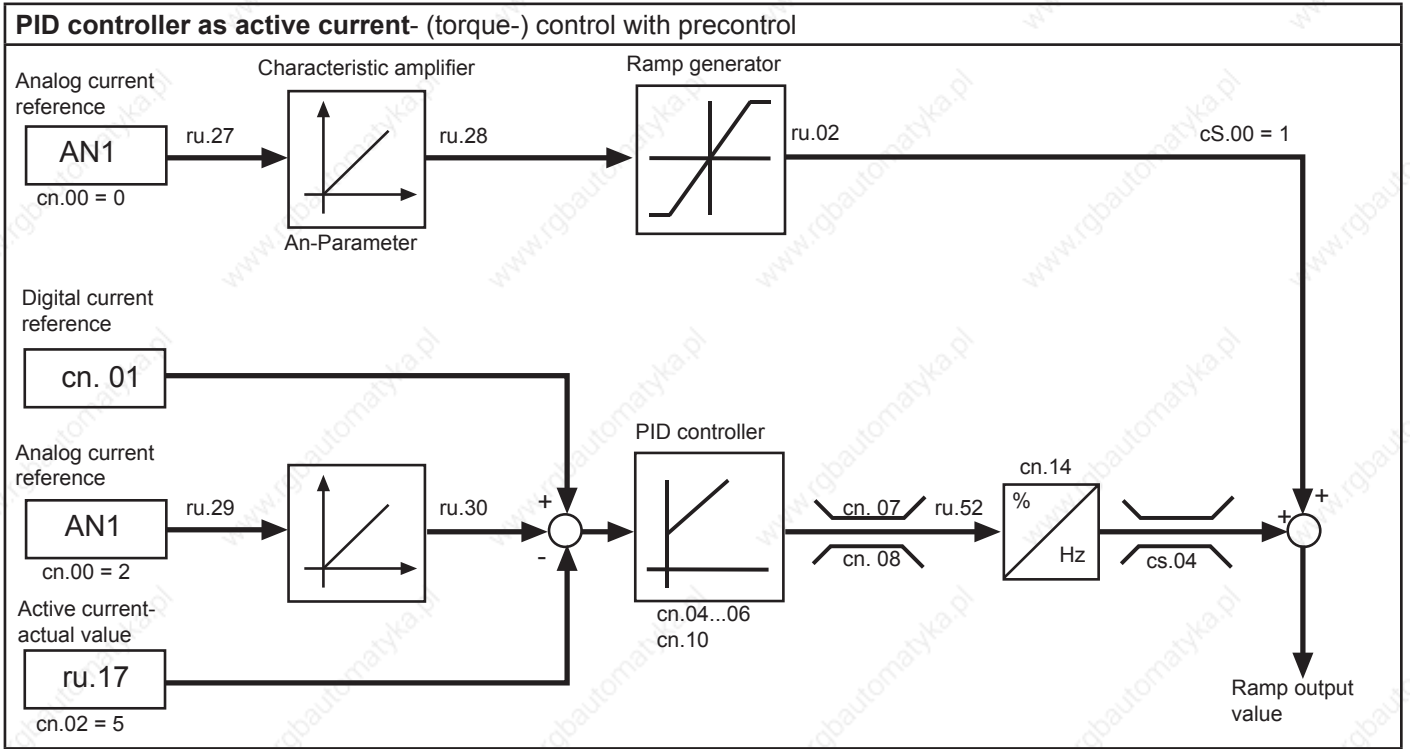 PID controller as active current- (torque-) control with precontrol
Analog current
reference
AN1
cn.00 = 0
ru.27
Characteristic amplifier
An-Parameter
ru.28
Ramp generator
ru.02
cS.00 = 1
Digital current
reference
cn. 01
Analog current
reference
AN1
cn.00 = 2
ru.29
ru.30
+
-
Active current-
actual value
ru.17
cn.02 = 5
PID controller
cn.04...06
cn.10
cn. 07
cn. 08
ru.52
cn.14
%
Hz
cs.04
+
+
Ramp output
value
www.rgbautomatyka.pl